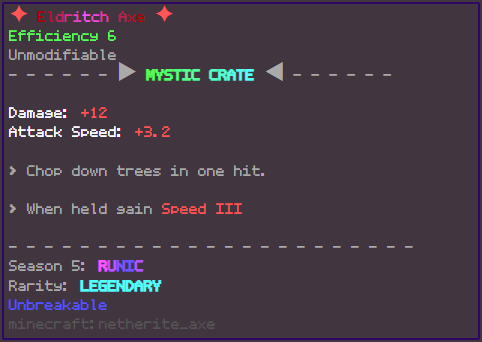 ✦ Eldritch Axe ✦
Efficiency 6
Unmodifiable
- - - - - - ▶ MYSTIC CRATE ◀ - - - - - -
Damage: +12
Attack Speed: +3.2
> Chop down trees in one hit.
> When held gain Speed III
- - - - - - - - - - - - - - - - - - - - - - - -
Season 5: RUNIC
Rarity: LEGENDARY
Unbreakable
minecraft:netherite_axe